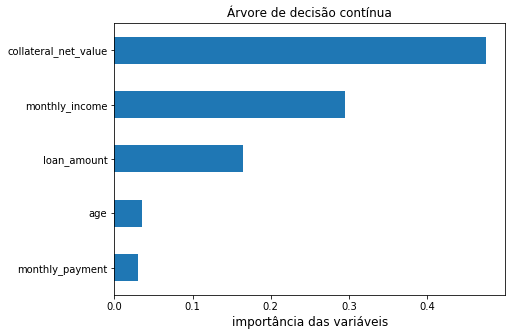 Árvore de decisão contínua
collateral_net_value
monthly_income
loan_amount
age
monthly_payment
0.0 0.1 0.2 0.3 0.4
importância das variáveis